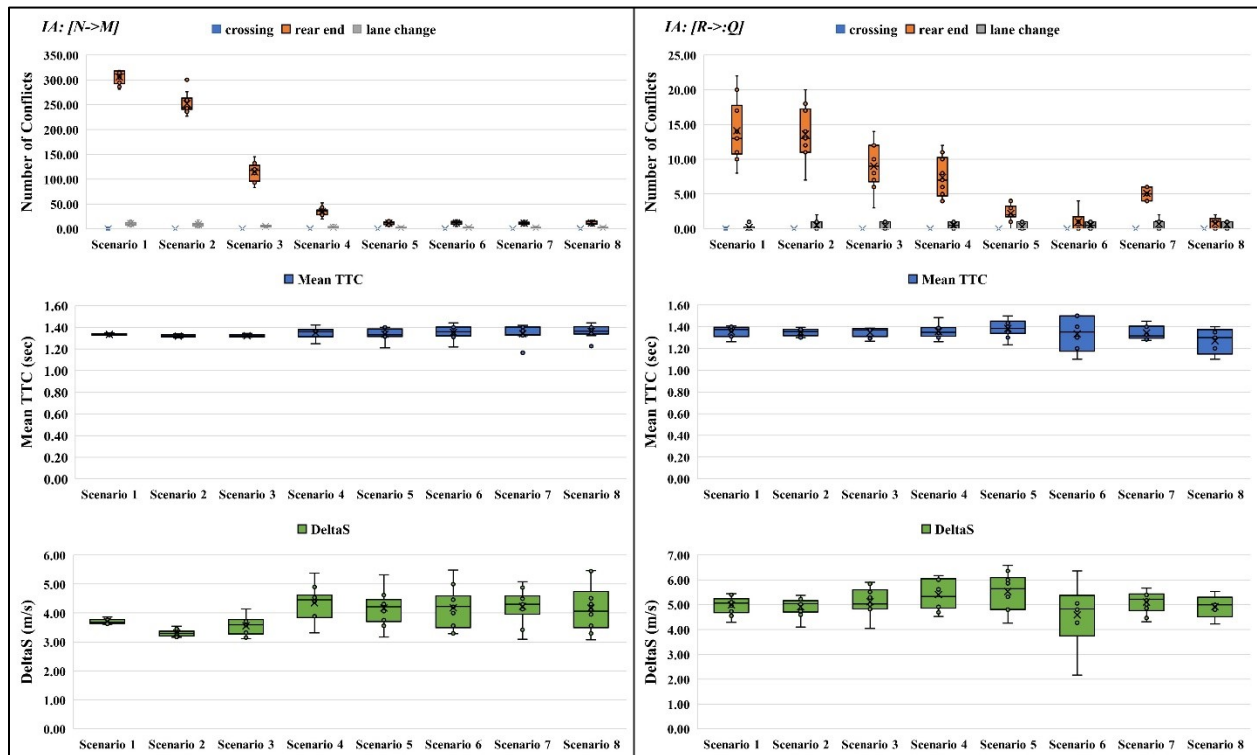 IA: [N->M]
crossing rear end lane change
Number of Conflicts
350.00
300.00
250.00
200.00
150.00
100.00
50.00
0.00
Scenario 1 Scenario 2 Scenario 3 Scenario 4 Scenario 5 Scenario 6 Scenario 7 Scenario 8
Mean TTC
Mean TTC (sec)
1.60
1.40
1.20
1.00
0.80
0.60
0.40
0.20
0.00
Scenario 1 Scenario 2 Scenario 3 Scenario 4 Scenario 5 Scenario 6 Scenario 7 Scenario 8
DeltaS
DeltaS (m/s)
6.00
5.00
4.00
3.00
2.00
1.00
0.00
Scenario 1 Scenario 2 Scenario 3 Scenario 4 Scenario 5 Scenario 6 Scenario 7 Scenario 8
IA: [R->:Q]
crossing rear end lane change
Number of Conflicts
25.00
20.00
15.00
10.00
5.00
0.00
Scenario 1 Scenario 2 Scenario 3 Scenario 4 Scenario 5 Scenario 6 Scenario 7 Scenario 8
Mean TTC
Mean TTC (sec)
1.60
1.40
1.20
1.00
0.80
0.60
0.40
0.20
0.00
Scenario 1 Scenario 2 Scenario 3 Scenario 4 Scenario 5 Scenario 6 Scenario 7 Scenario 8
DeltaS
DeltaS (m/s)
7.00
6.00
5.00
4.00
3.00
2.00
1.00
0.00
Scenario 1 Scenario 2 Scenario 3 Scenario 4 Scenario 5 Scenario 6 Scenario 7 Scenario 8